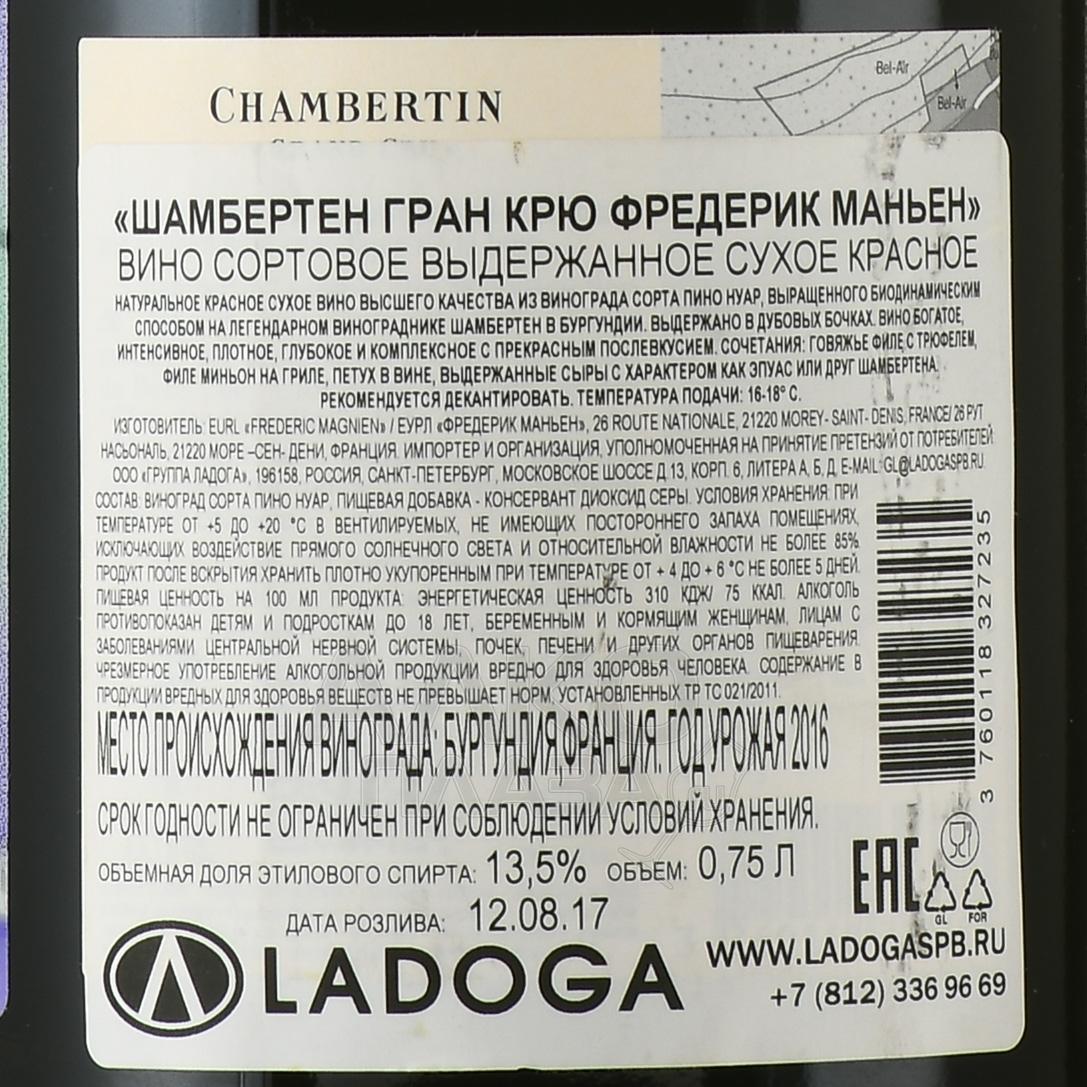 CHAMBERTIN
Bel-Air
Bel-Air
«ШАМБЕРТЕН ГРАН КРЮ ФРЕДЕРИК МАНЬЕН»
ВИНО СОРТОВОЕ ВЫДЕРЖАННОЕ СУХОЕ КРАСНОЕ
НАТУРАЛЬНОЕ КРАСНОЕ СУХОЕ ВИНО ВЫСШЕГО КАЧЕСТВА ИЗ ВИНОГРАДА СОРТА ПИНО НУАР, ВЫРАЩЕННОГО БИОДИНАМИЧЕСКИМ
СПОСОБОМ НА ЛЕГЕНДАРНОМ ВИНОГРАДНИКЕ ШАМБЕРТЕН В БУРГУНДИИ. ВЫДЕРЖАНО В ДУБОВЫХ БОЧКАХ. ВИНО БОГАТОЕ,
ИНТЕНСИВНОЕ, ПЛОТНОЕ, ГЛУБОКОЕ И КОМПЛЕКСНОЕ С ПРЕКРАСНЫМ ПОСЛЕВКУСИЕМ. СОЧЕТАНИЯ: ГОВЯЖЬЕ ФИЛЕ С ТРЮФЕЛЕМ,
ФИЛЕ МИНЬОН НА ГРИЛЕ, ПЕТУХ В ВИНЕ, ВЫДЕРЖАННЫЕ СЫРЫ С ХАРАКТЕРОМ КАК ЭПУАС ИЛИ ДРУГ ШАМБЕРТЕНА.
РЕКОМЕНДУЕТСЯ ДЕКАНТИРОВАТЬ. ТЕМПЕРАТУРА ПОДАЧИ: 16-18° С.
ИЗГОТОВИТЕЛЬ: EURL «FREDERIC MAGNIEN» / ЕУРЛ «ФРЕДЕРИК МАНЬЕН», 26 ROUTE NATIONALE, 21220 MOREY- SAINT- DENIS, FRANCE/ 26 РУТ
НАСЬОНАЛЬ, 21220 МОРЕ –СЕН- ДЕНИ, ФРАНЦИЯ. ИМПОРТЕР И ОРГАНИЗАЦИЯ, УПОЛНОМОЧЕННАЯ НА ПРИНЯТИЕ ПРЕТЕНЗИЙ ОТ ПОТРЕБИТЕЛЕЙ:
ООО «ГРУППА ЛАДОГА», 196158, РОССИЯ, САНКТ-ПЕТЕРБУРГ, МОСКОВСКОЕ ШОССЕ Д.13, КОРП. 6, ЛИТЕРА А, Б, Д, E-MAIL: GL@LADOGASPB.RU.
СОСТАВ: ВИНОГРАД СОРТА ПИНО НУАР, ПИЩЕВАЯ ДОБАВКА - КОНСЕРВАНТ ДИОКСИД СЕРЫ. УСЛОВИЯ ХРАНЕНИЯ: ПРИ
ТЕМПЕРАТУРЕ ОТ +5 ДО +20 °С В ВЕНТИЛИРУЕМЫХ, НЕ ИМЕЮЩИХ ПОСТОРОННЕГО ЗАПАХА ПОМЕЩЕНИЯХ,
ИСКЛЮЧАЮЩИХ ВОЗДЕЙСТВИЕ ПРЯМОГО СОЛНЕЧНОГО СВЕТА И ОТНОСИТЕЛЬНОЙ ВЛАЖНОСТИ НЕ БОЛЕЕ 85%.
ПРОДУКТ ПОСЛЕ ВСКРЫТИЯ ХРАНИТЬ ПЛОТНО УКУПОРЕННЫМ ПРИ ТЕМПЕРАТУРЕ ОТ + 4 ДО + 6 °С НЕ БОЛЕЕ 5 ДНЕЙ.
ПИЩЕВАЯ ЦЕННОСТЬ НА 100 МЛ ПРОДУКТА: ЭНЕРГЕТИЧЕСКАЯ ЦЕННОСТЬ 310 КДЖ/ 75 ККАЛ. АЛКОГОЛЬ
ПРОТИВОПОКАЗАН ДЕТЯМ И ПОДРОСТКАМ ДО 18 ЛЕТ, БЕРЕМЕННЫМ И КОРМЯЩИМ ЖЕНЩИНАМ, ЛИЦАМ С
ЗАБОЛЕВАНИЯМИ ЦЕНТРАЛЬНОЙ НЕРВНОЙ СИСТЕМЫ, ПОЧЕК, ПЕЧЕНИ И ДРУГИХ ОРГАНОВ ПИЩЕВАРЕНИЯ.
ЧРЕЗМЕРНОЕ УПОТРЕБЛЕНИЕ АЛКОГОЛЬНОЙ ПРОДУКЦИИ ВРЕДНО ДЛЯ ЗДОРОВЬЯ ЧЕЛОВЕКА. СОДЕРЖАНИЕ В
ПРОДУКЦИИ ВРЕДНЫХ ДЛЯ ЗДОРОВЬЯ ВЕЩЕСТВ НЕ ПРЕВЫШАЕТ НОРМ, УСТАНОВЛЕННЫХ ТР ТС 021/2011.
МЕСТО ПРОИСХОЖДЕНИЯ ВИНОГРАДА: БУРГУНДИЯ, ФРАНЦИЯ. ГОД УРОЖАЯ 2016
СРОК ГОДНОСТИ НЕ ОГРАНИЧЕН ПРИ СОБЛЮДЕНИИ УСЛОВИЙ ХРАНЕНИЯ.
ОБЪЕМНАЯ ДОЛЯ ЭТИЛОВОГО СПИРТА: 13,5% ОБЪЕМ: 0,75 Л
ДАТА РОЗЛИВА: 12.08.17
3 760118 327235
EAC
GL FOR
LADOGA
WWW.LADOGASPB.RU
+7 (812) 336 96 69